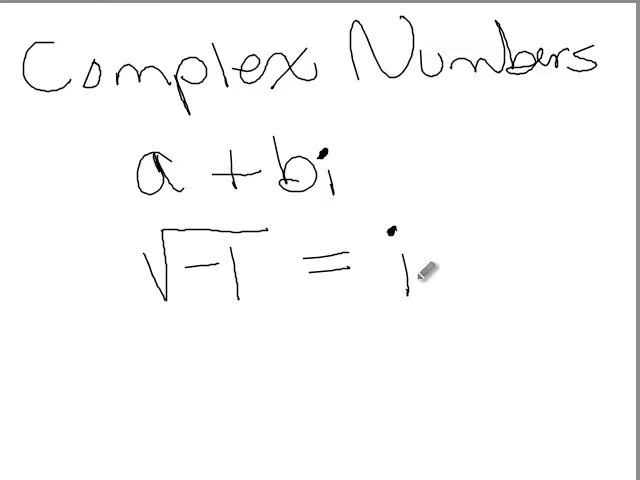 Complex Numbers
a + bi
√-1 = i